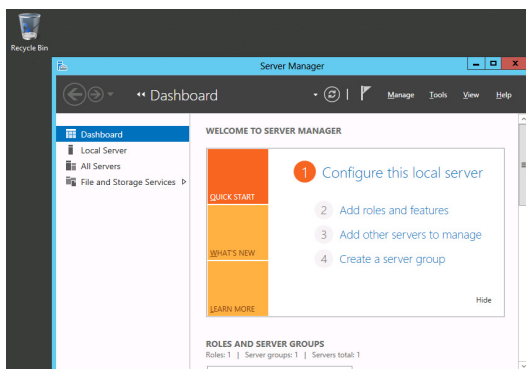 Recycle Bin
Server Manager
Dashboard
Manage Tools View Help
Dashboard
Local Server
All Servers
File and Storage Services
WELCOME TO SERVER MANAGER
QUICK START
WHAT'S NEW
LEARN MORE
1 Configure this local server
2 Add roles and features
3 Add other servers to manage
4 Create a server group
Hide
ROLES AND SERVER GROUPS
Roles: 1 | Server groups: 1 | Servers total: 1